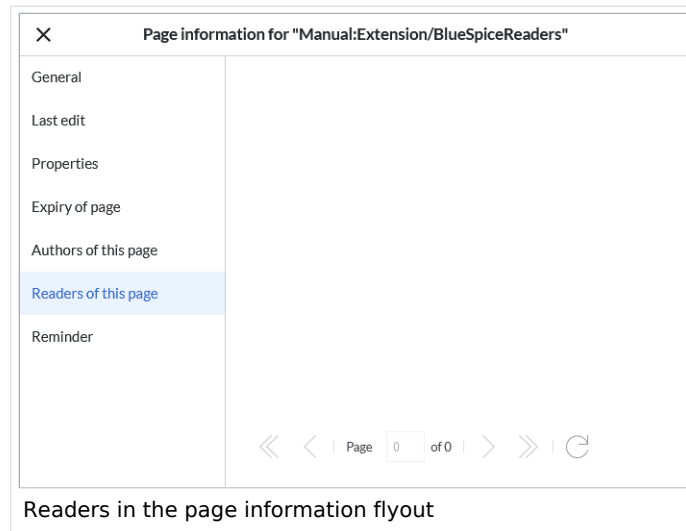 Page information for "Manual:Extension/BlueSpiceReaders"
General
Last edit
Properties
Expiry of page
Authors of this page
Readers of this page
Reminder
Page 0 of 0
Readers in the page information flyout